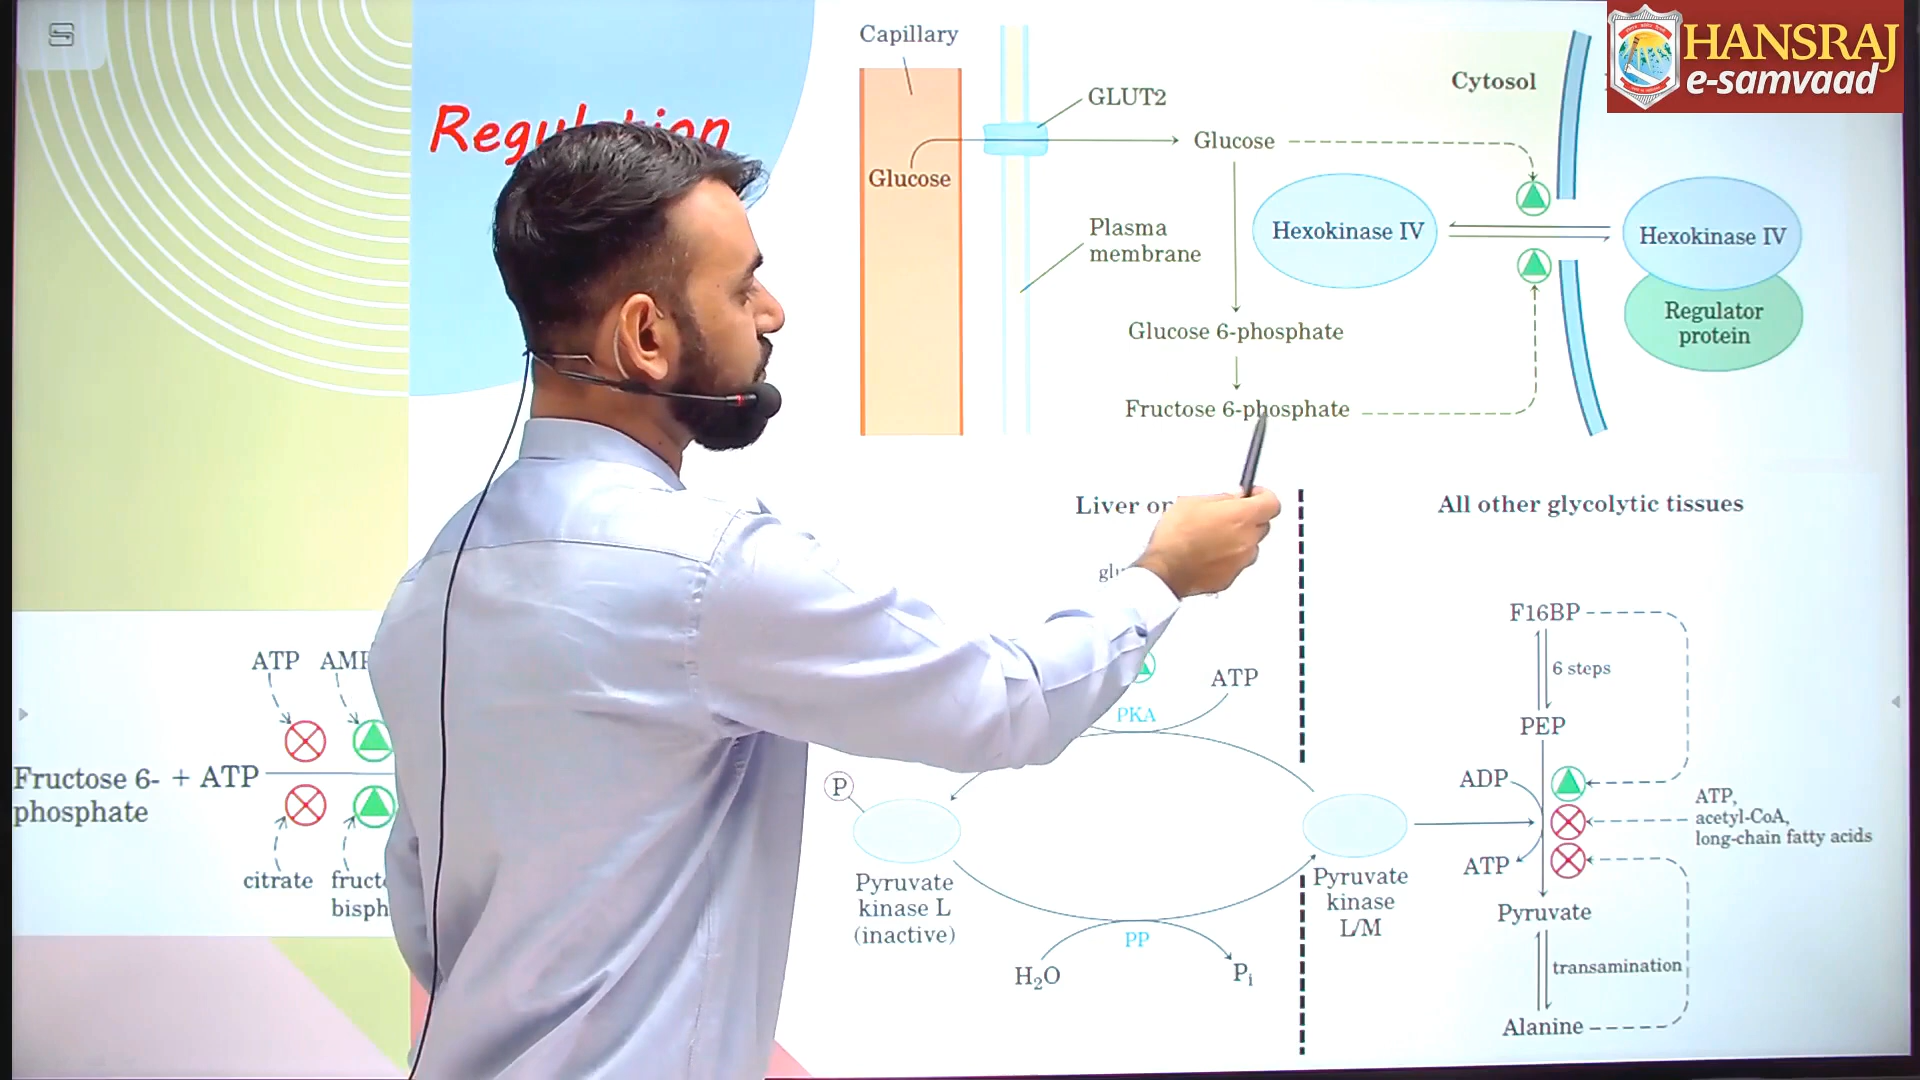 HANSRAJ
e-samvaad
Capillary
GLUT2
Cytosol
Glucose
Glucose
Plasma
membrane
Hexokinase IV
Hexokinase IV
Regulator
protein
Glucose 6-phosphate
Fructose 6-phosphate
Liver
All other glycolytic tissues
F16BP
6 steps
PEP
ADP
ATP
ATP,
acetyl-CoA,
long-chain fatty acids
Pyruvate
transamination
Alanine
ATP
PKA
P
Pyruvate
kinase L
(inactive)
Pyruvate
kinase
L/M
PP
H₂O
Pᵢ
ATP
Fructose 6- + ATP
phosphate
citrate